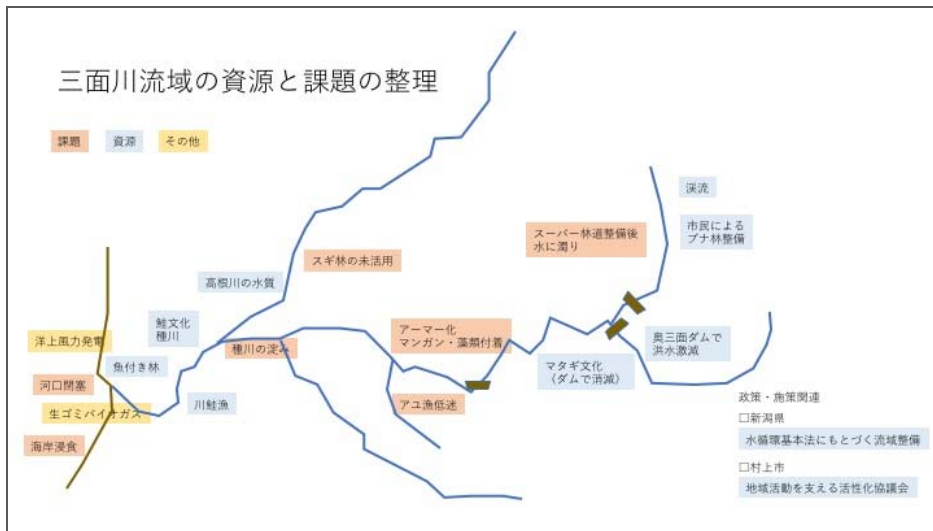 三面川流域の資源と課題の整理
課題
資源
その他
渓流
市民による
ブナ林整備
スーパー林道整備後
水に濁り
スギ林の未活用
高根川の水質
鮭文化
種川
洋上風力発電
種川の淀み
アーマー化
マンガン・藻類付着
奥三面ダムで
洪水激減
魚付き林
マタギ文化
(ダムで消滅)
河口閉塞
川鮭漁
アユ漁低迷
生ゴミバイオガス
海岸浸食
政策・施策関連
□新潟県
水循環基本法にもとづく流域整備
□村上市
地域活動を支える活性化協議会